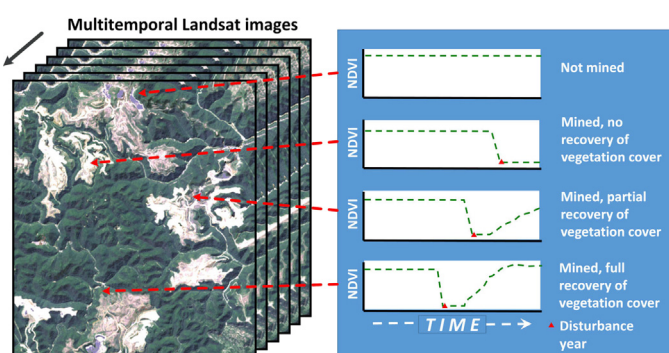 Multitemporal Landsat images
NDVI
Not mined
NDVI
Mined, no
recovery of
vegetation cover
NDVI
Mined, partial
recovery of
vegetation cover
NDVI
Mined, full
recovery of
vegetation cover
TIME
Disturbance
year